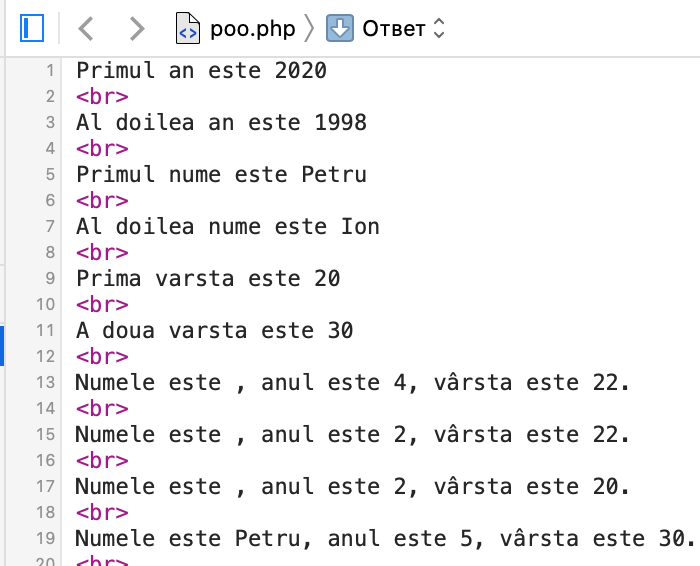 poo.php 〉 Ответ
1 Primul an este 2020
2 <br>
3 Al doilea an este 1998
4 <br>
5 Primul nume este Petru
6 <br>
7 Al doilea nume este Ion
8 <br>
9 Prima varsta este 20
10 <br>
11 A doua varsta este 30
12 <br>
13 Numele este , anul este 4, vârsta este 22.
14 <br>
15 Numele este , anul este 2, vârsta este 22.
16 <br>
17 Numele este , anul este 2, vârsta este 20.
18 <br>
19 Numele este Petru, anul este 5, vârsta este 30.
20 <br>